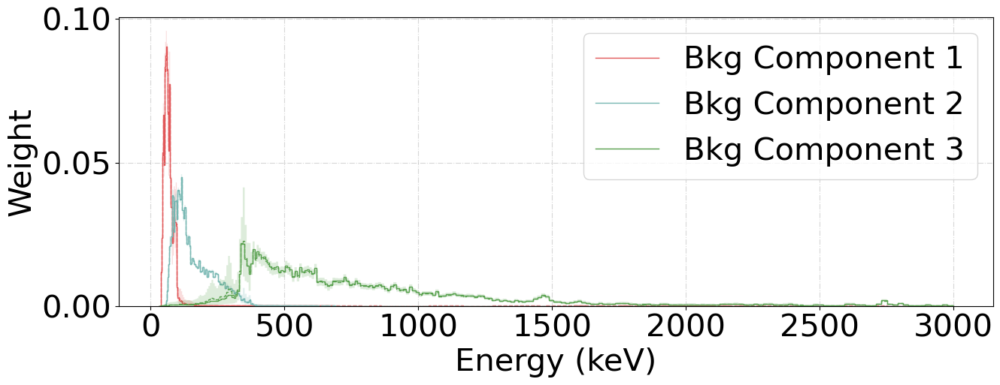 0.10
0.05
0.00
Weight
Bkg Component 1
Bkg Component 2
Bkg Component 3
0 500 1000 1500 2000 2500 3000
Energy (keV)